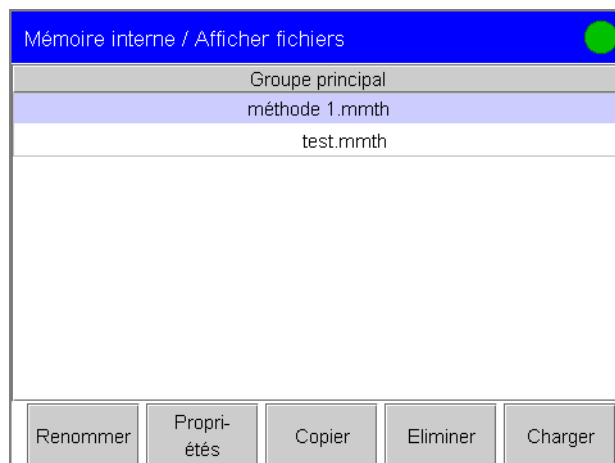 Mémoire interne / Afficher fichiers
Groupe principal
méthode 1.mmth
test.mmth
Renommer
Propri-
étés
Copier
Eliminer
Charger